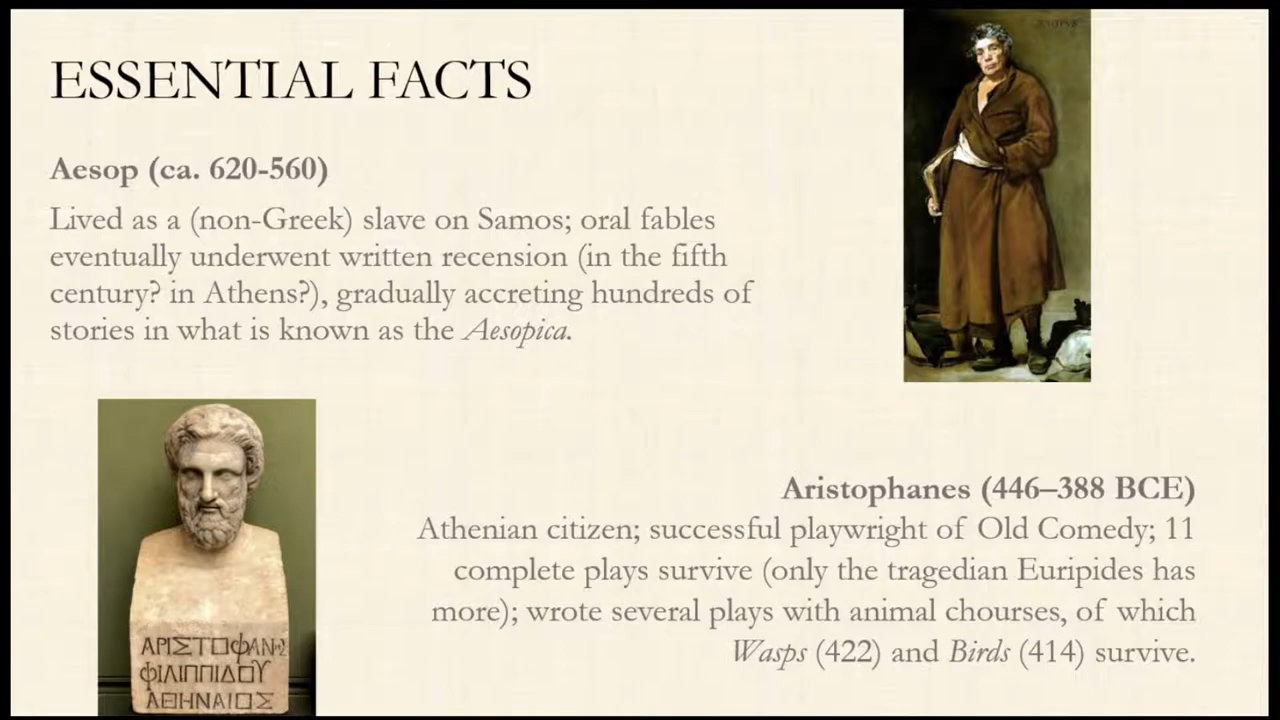 ESSENTIAL FACTS
Aesop (ca. 620-560)
Lived as a (non-Greek) slave on Samos; oral fables
eventually underwent written recension (in the fifth
century? in Athens?), gradually accreting hundreds of
stories in what is known as the Aesopica.
Aristophanes (446–388 BCE)
Athenian citizen; successful playwright of Old Comedy; 11
complete plays survive (only the tragedian Euripides has
more); wrote several plays with animal chourses, of which
Wasps (422) and Birds (414) survive.
ΑΡΙΣΤΟΦΑΝΗΣ
ΦΙΛΙΠΠΙΔΟΥ
ΑΘΗΝΑΙΟΣ